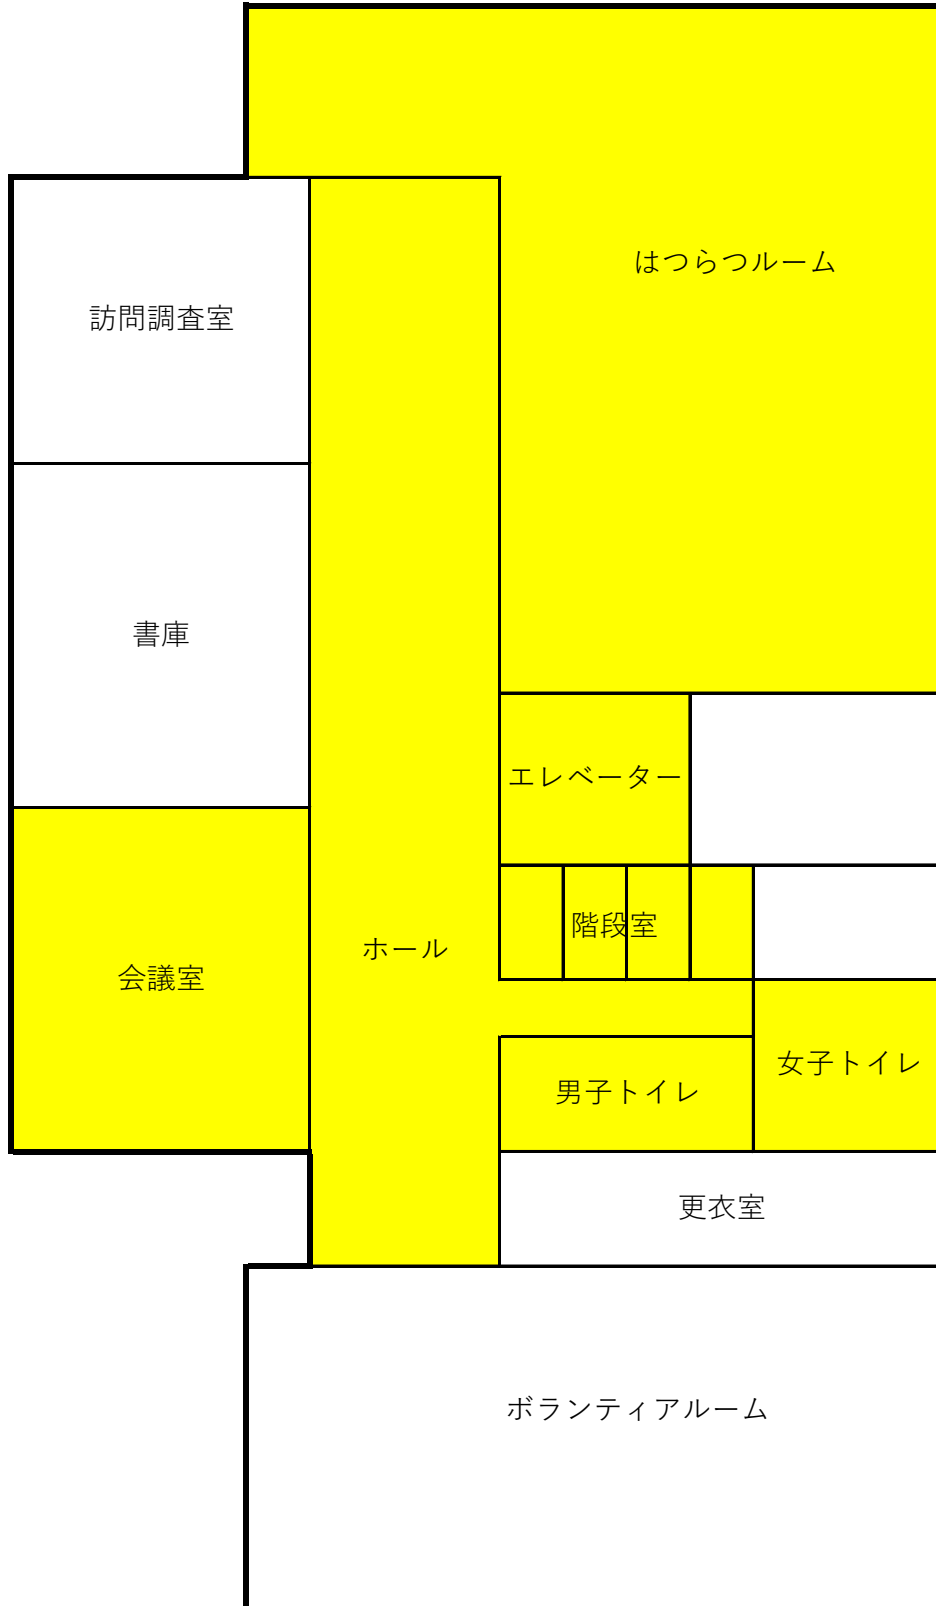 はつらつルーム
訪問調査室
書庫
エレベーター
階段室
ホール
会議室
女子トイレ
男子トイレ
更衣室
ボランティアルーム